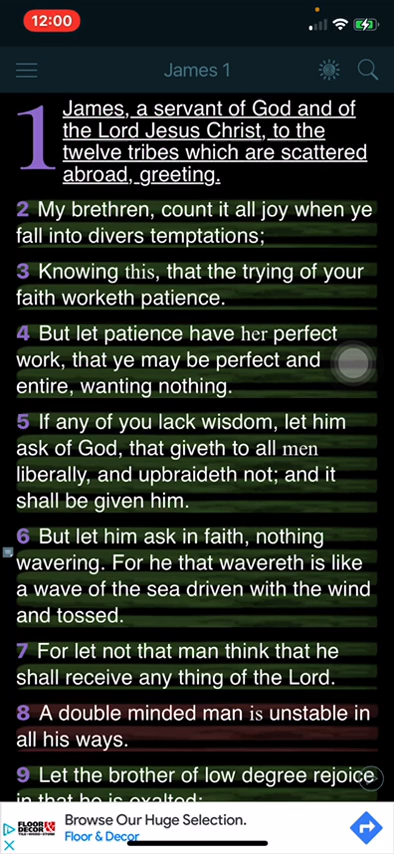 12:00
James 1
1 James, a servant of God and of
the Lord Jesus Christ, to the
twelve tribes which are scattered
abroad, greeting.
2 My brethren, count it all joy when ye
fall into divers temptations;
3 Knowing this, that the trying of your
faith worketh patience.
4 But let patience have her perfect
work, that ye may be perfect and
entire, wanting nothing.
5 If any of you lack wisdom, let him
ask of God, that giveth to all men
liberally, and upbraideth not; and it
shall be given him.
6 But let him ask in faith, nothing
wavering. For he that wavereth is like
a wave of the sea driven with the wind
and tossed.
7 For let not that man think that he
shall receive any thing of the Lord.
8 A double minded man is unstable in
all his ways.
9 Let the brother of low degree rejoice
in that he is exalted:
FLOOR
& DECOR
Browse Our Huge Selection.
Floor & Decor